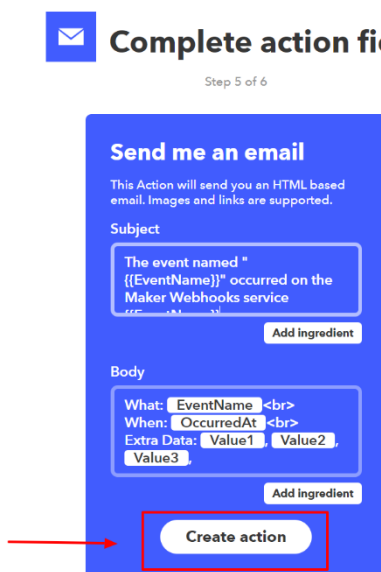 Complete action fie
Step 5 of 6
Send me an email
This Action will send you an HTML based
email. Images and links are supported.
Subject
The event named "
{{EventName}}" occurred on the
Maker Webhooks service
{{EventName}}
Add ingredient
Body
What: EventName <br>
When: OccurredAt <br>
Extra Data: Value1 , Value2 ,
Value3 ,
Add ingredient
Create action